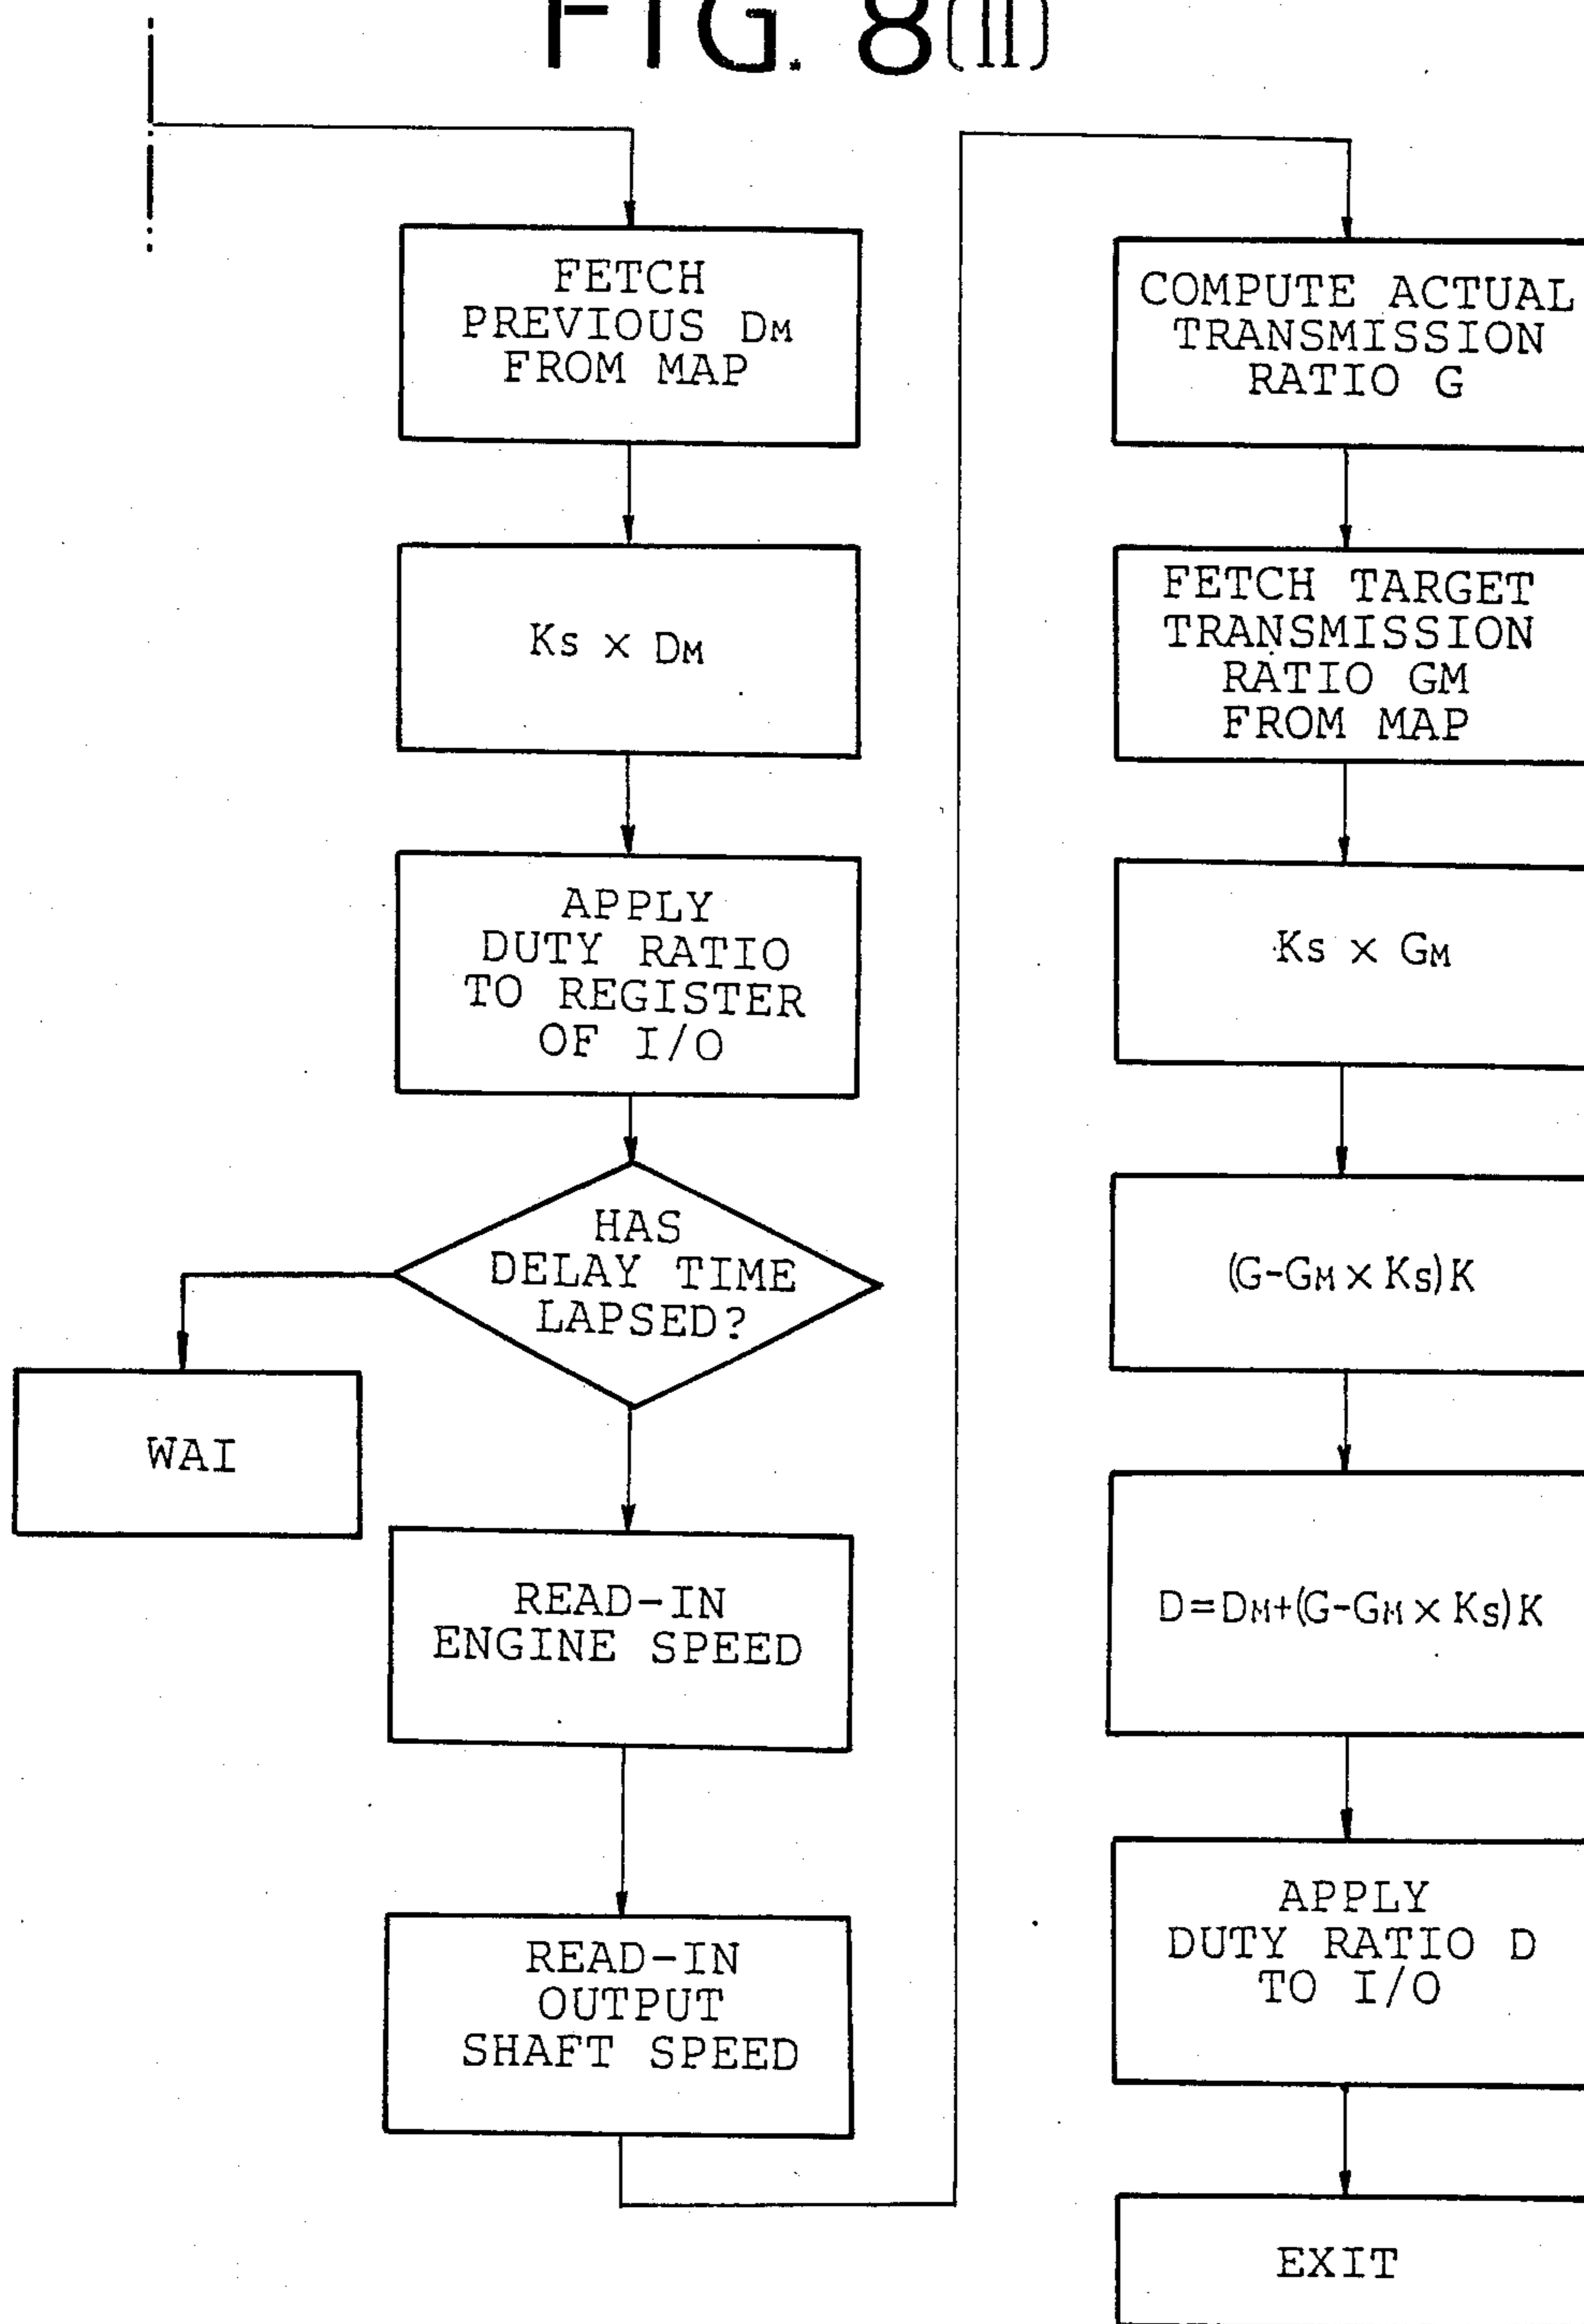 FIG. 8(II)
FETCH
PREVIOUS DM
FROM MAP
Ks × DM
APPLY
DUTY RATIO
TO REGISTER
OF I/O
HAS
DELAY TIME
LAPSED?
WAI
READ-IN
ENGINE SPEED
READ-IN
OUTPUT
SHAFT SPEED
COMPUTE ACTUAL
TRANSMISSION
RATIO G
FETCH TARGET
TRANSMISSION
RATIO GM
FROM MAP
Ks × GM
(G-GM × Ks)K
D=DM+(G-GM × Ks)K
APPLY
DUTY RATIO D
TO I/O
EXIT